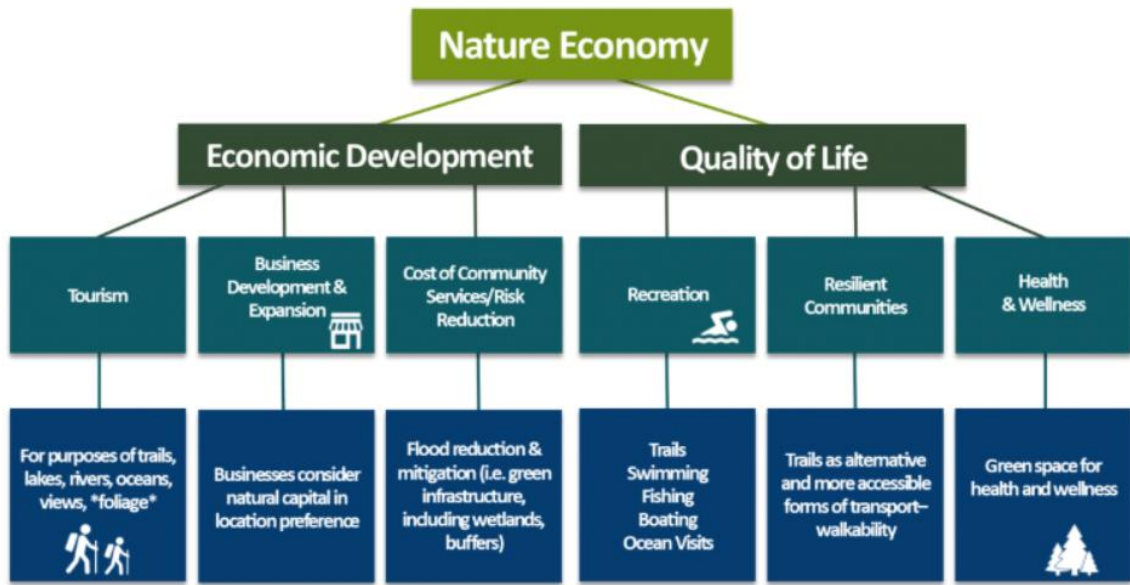 Nature Economy
Economic Development
Quality of Life
Tourism
Business
Development &
Expansion
Cost of Community
Services/Risk
Reduction
Recreation
Resilient
Communities
Health
& Wellness
For purposes of trails,
lakes, rivers, oceans,
views, *foliage*
Businesses consider
natural capital in
location preference
Flood reduction &
mitigation (i.e. green
infrastructure,
including wetlands,
buffers)
Trails
Swimming
Fishing
Boating
Ocean Visits
Trails as alternative
and more accessible
forms of transport–
walkability
Green space for
health and wellness